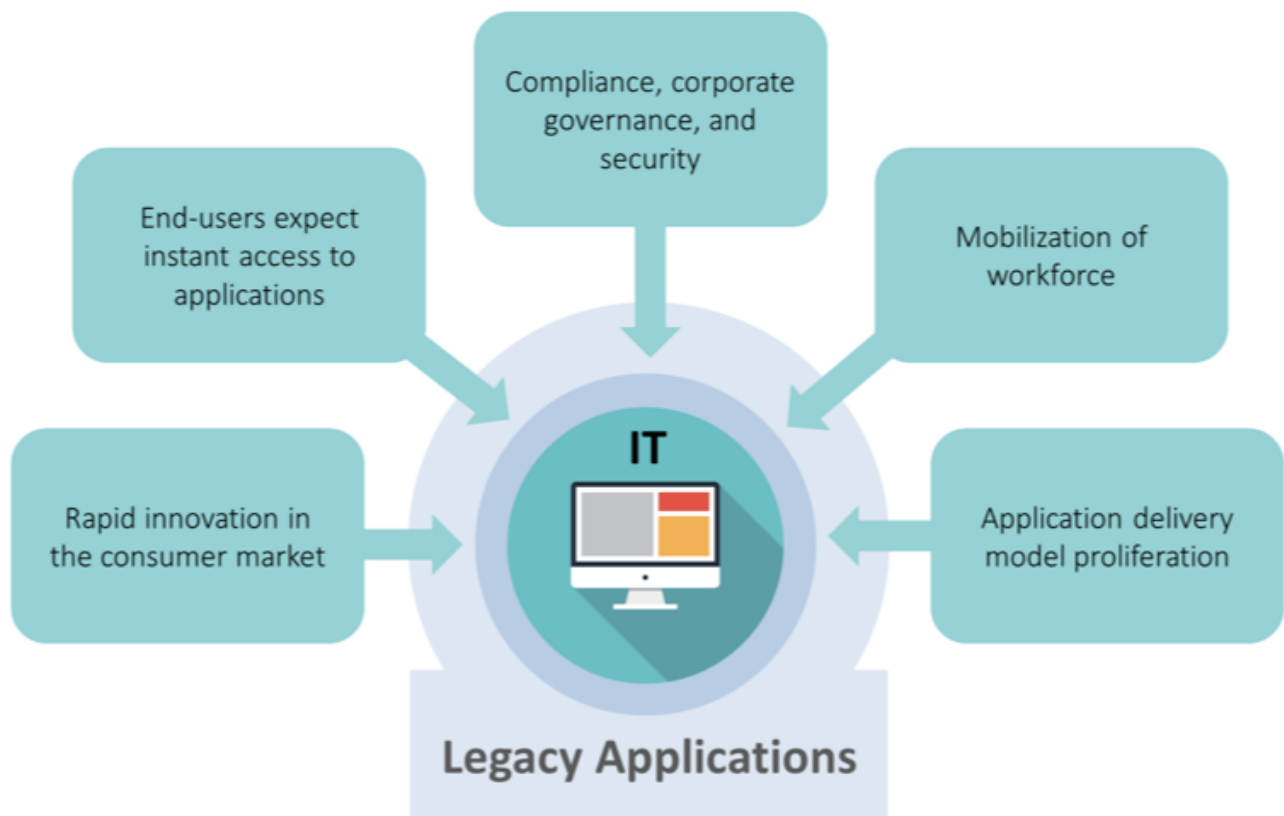 Compliance, corporate
governance, and
security
End-users expect
instant access to
applications
Mobilization of
workforce
Rapid innovation in
the consumer market
IT
Application delivery
model proliferation
Legacy Applications